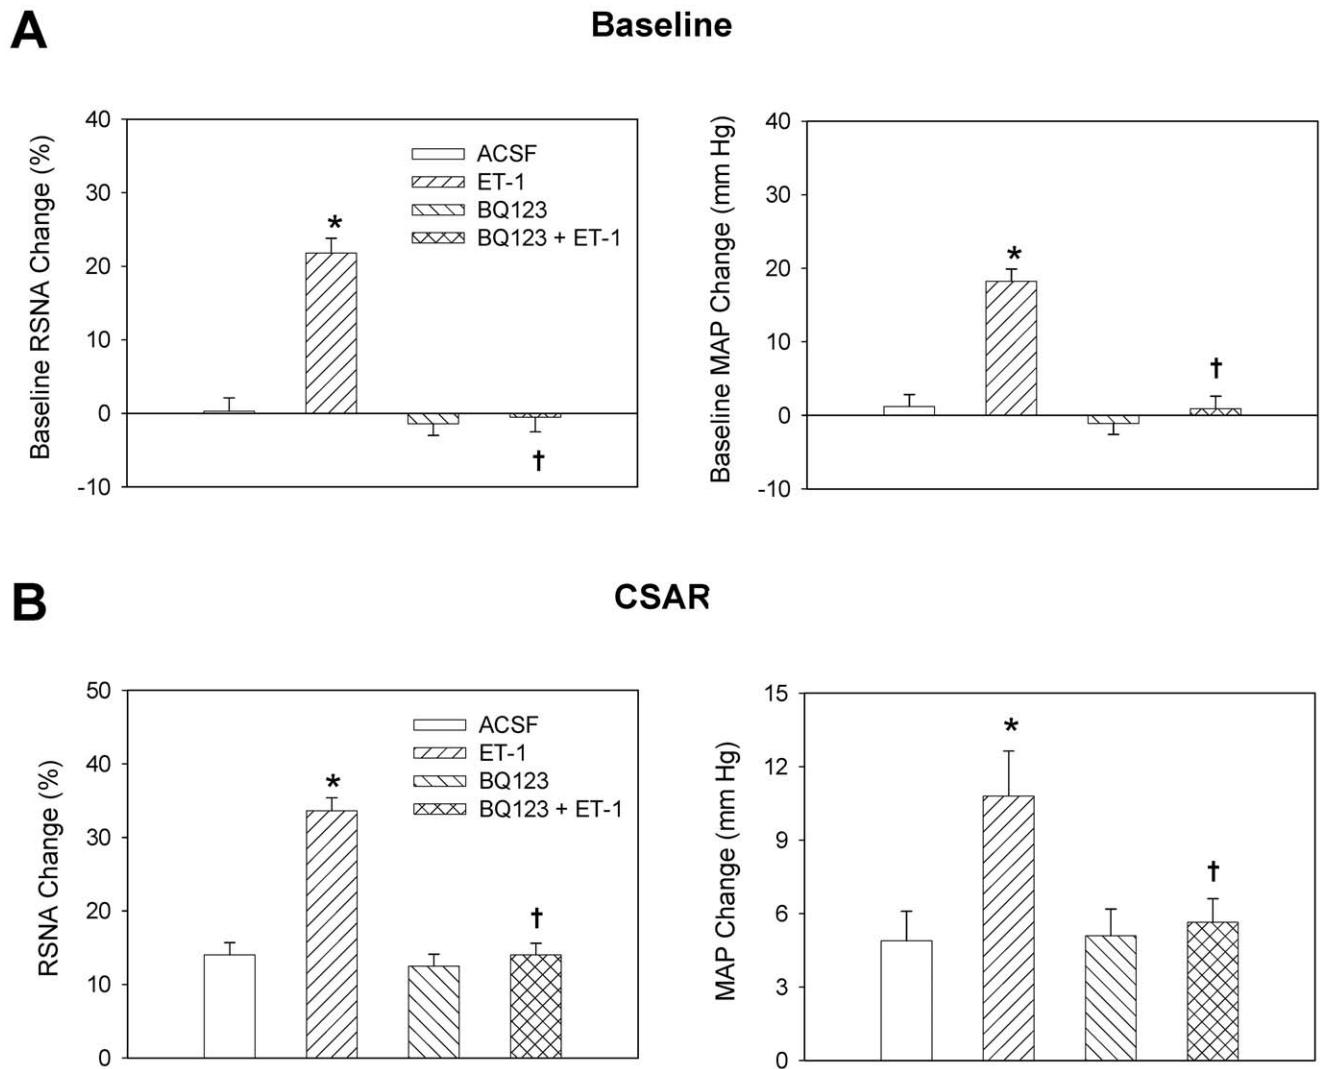 A
Baseline
Baseline RSNA Change (%)
40
30
20
10
0
-10
*
†
ACSF
ET-1
BQ123
BQ123 + ET-1
Baseline MAP Change (mm Hg)
40
30
20
10
0
-10
*
†
B
CSAR
RSNA Change (%)
50
40
30
20
10
0
*
†
ACSF
ET-1
BQ123
BQ123 + ET-1
MAP Change (mm Hg)
15
12
9
6
3
0
*
†